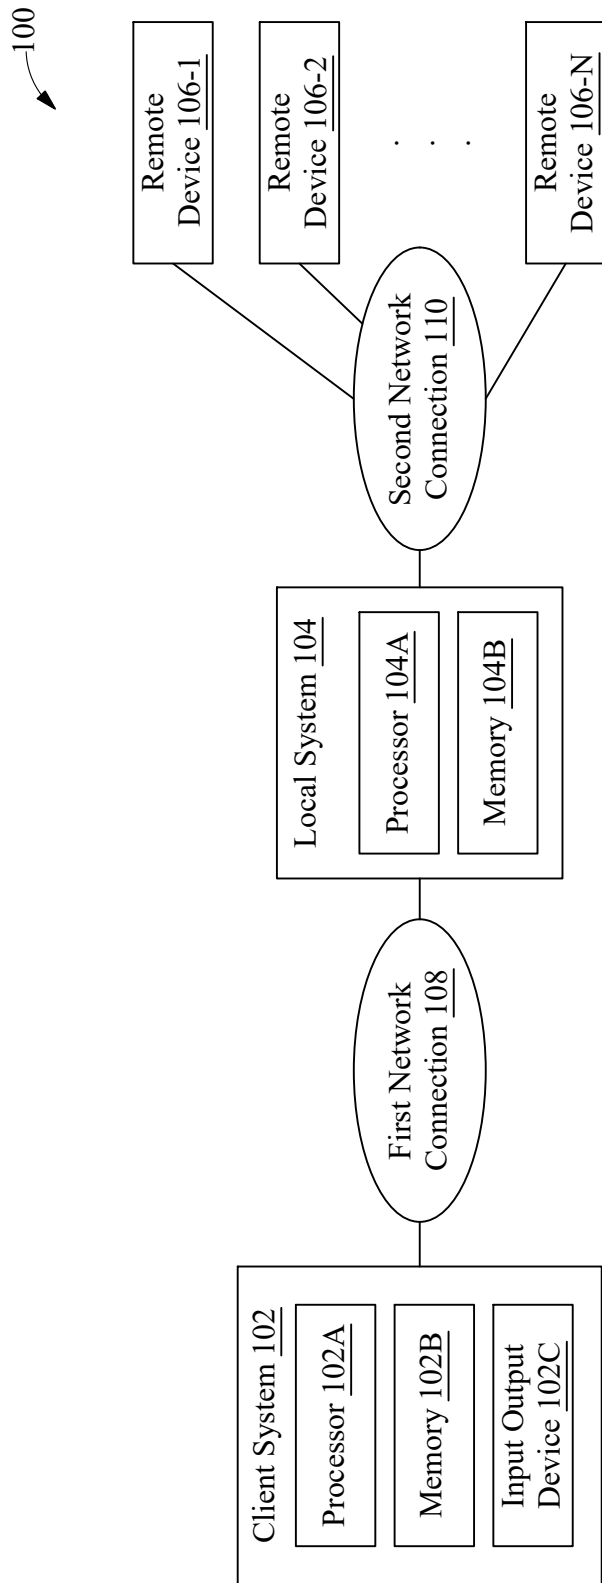 100
Client System 102
Processor 102A
Memory 102B
Input Output
Device 102C
First Network
Connection 108
Local System 104
Processor 104A
Memory 104B
Second Network
Connection 110
Remote
Device 106-1
Remote
Device 106-2
. . .
Remote
Device 106-N